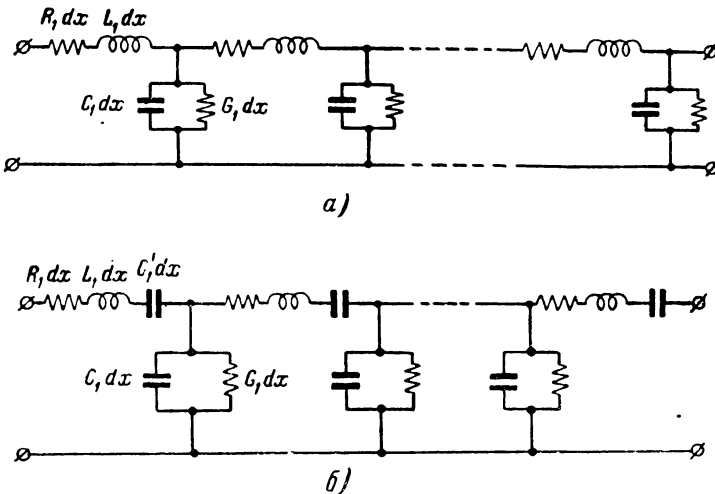 R₁dx L₁dx
C₁dx G₁dx
а)
R₁dx L₁dx C₁'dx
C₁dx G₁dx
б)